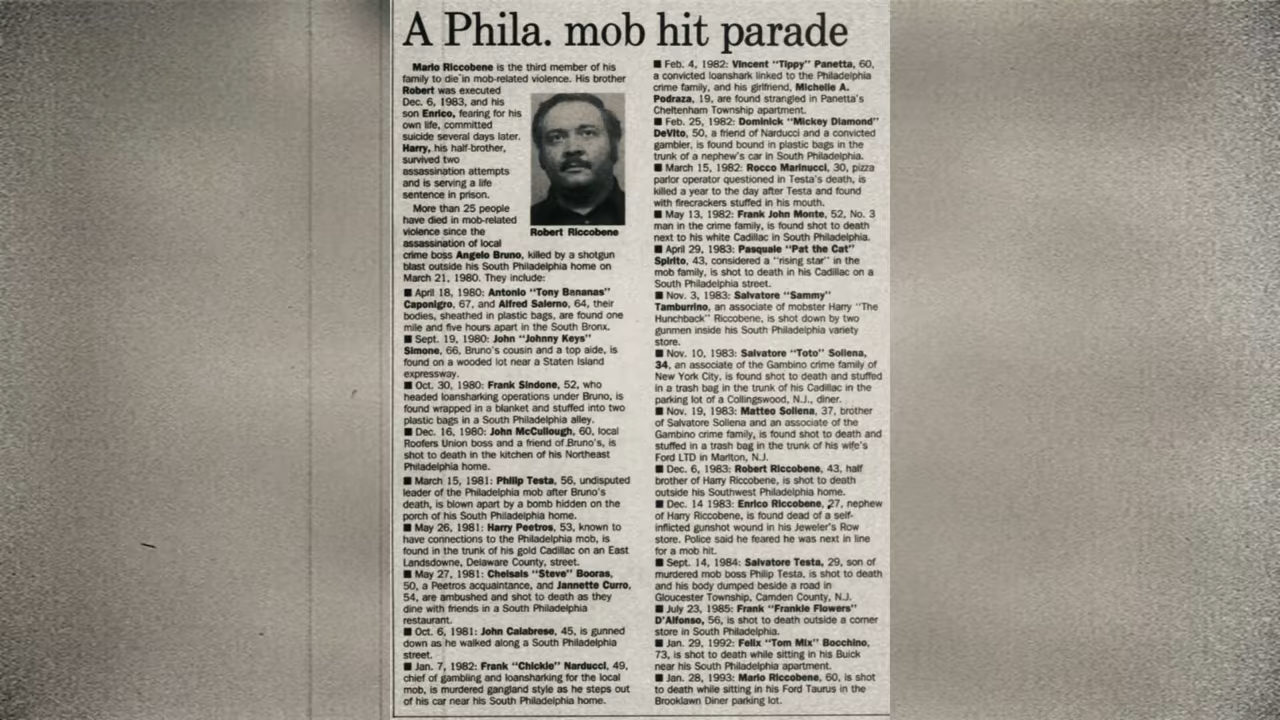 A Phila. mob hit parade
Mario Riccobene is the third member of his
family to die in mob-related violence. His brother
Robert was executed
Dec. 6, 1983, and his
son Enrico, fearing for his
own life, committed
suicide several days later.
Harry, his half-brother,
survived two
assassination attempts
and is serving a life
sentence in prison.
More than 25 people
have died in mob-related
violence since the
assassination of local
crime boss Angelo Bruno, killed by a shotgun
blast outside his South Philadelphia home on
March 21, 1980. They include:
Robert Riccobene
■ April 18, 1980: Antonio "Tony Bananas"
Caponigro, 67, and Alfred Salerno, 64, their
bodies, sheathed in plastic bags, are found one
mile and five hours apart in the South Bronx.
■ Sept. 19, 1980: John "Johnny Keys"
Simone, 66, Bruno's cousin and a top aide, is
found on a wooded lot near a Staten Island
expressway.
■ Oct. 30, 1980: Frank Sindone, 52, who
headed loansharking operations under Bruno, is
found wrapped in a blanket and stuffed into two
plastic bags in a South Philadelphia alley.
■ Dec. 16, 1980: John McCullough, 60, local
Roofers Union boss and a friend of Bruno's, is
shot to death in the kitchen of his Northeast
Philadelphia home.
■ March 15, 1981: Philip Testa, 56, undisputed
leader of the Philadelphia mob after Bruno's
death, is blown apart by a bomb hidden on the
porch of his South Philadelphia home.
■ May 26, 1981: Harry Peetros, 53, known to
have connections to the Philadelphia mob, is
found in the trunk of his gold Cadillac on an East
Landsdowne, Delaware County, street.
■ May 27, 1981: Chelsais "Steve" Booras,
50, a Peetros acquaintance, and Jannette Curro,
54, are ambushed and shot to death as they
dine with friends in a South Philadelphia
restaurant.
■ Oct. 6, 1981: John Calabrese, 45, is gunned
down as he walked along a South Philadelphia
street.
■ Jan. 7, 1982: Frank "Chickie" Narducci, 49,
chief of gambling and loansharking for the local
mob, is murdered gangland style as he steps out
of his car near his South Philadelphia home.
■ Feb. 4, 1982: Vincent "Tippy" Panetta, 60,
a convicted loanshark linked to the Philadelphia
crime family, and his girlfriend, Michelle A.
Podraza, 19, are found strangled in Panetta's
Cheltenham Township apartment.
■ Feb. 25, 1982: Dominick "Mickey Diamond"
DeVito, 50, a friend of Narducci and a convicted
gambler, is found bound in plastic bags in the
trunk of a nephew's car in South Philadelphia.
■ March 15, 1982: Rocco Marinucci, 30, pizza
parlor operator questioned in Testa's death, is
killed a year to the day after Testa and found
with firecrackers stuffed in his mouth.
■ May 13, 1982: Frank John Monte, 52, No. 3
man in the crime family, is found shot to death
next to his white Cadillac in South Philadelphia.
■ April 29, 1983: Pasquale "Pat the Cat"
Spirito, 43, considered a "rising star" in the
mob family, is shot to death in his Cadillac on a
South Philadelphia street.
■ Nov. 3, 1983: Salvatore "Sammy"
Tamburrino, an associate of mobster Harry "The
Hunchback" Riccobene, is shot down by two
gunmen inside his South Philadelphia variety
store.
■ Nov. 10, 1983: Salvatore "Toto" Sollena,
34, an associate of the Gambino crime family of
New York City, is found shot to death and stuffed
in a trash bag in the trunk of his Cadillac in the
parking lot of a Collingswood, N.J., diner.
■ Nov. 19, 1983: Matteo Sollena, 37, brother
of Salvatore Sollena and an associate of the
Gambino crime family, is found shot to death and
stuffed in a trash bag in the trunk of his wife's
Ford LTD in Marlton, N.J.
■ Dec. 6, 1983: Robert Riccobene, 43, half
brother of Harry Riccobene, is shot to death
outside his Southwest Philadelphia home.
■ Dec. 14 1983: Enrico Riccobene, 27, nephew
of Harry Riccobene, is found dead of a self-
inflicted gunshot wound in his Jeweler's Row
store. Police said he feared he was next in line
for a mob hit.
■ Sept. 14, 1984: Salvatore Testa, 29, son of
murdered mob boss Philip Testa, is shot to death
and his body dumped beside a road in
Gloucester Township, Camden County, N.J.
■ July 23, 1985: Frank "Frankie Flowers"
D'Alfonso, 56, is shot to death outside a corner
store in South Philadelphia.
■ Jan. 29, 1992: Felix "Tom Mix" Bocchino,
73, is shot to death while sitting in his Buick
near his South Philadelphia apartment.
■ Jan. 28, 1993: Mario Riccobene, 60, is shot
to death while sitting in his Ford Taurus in the
Brooklawn Diner parking lot.